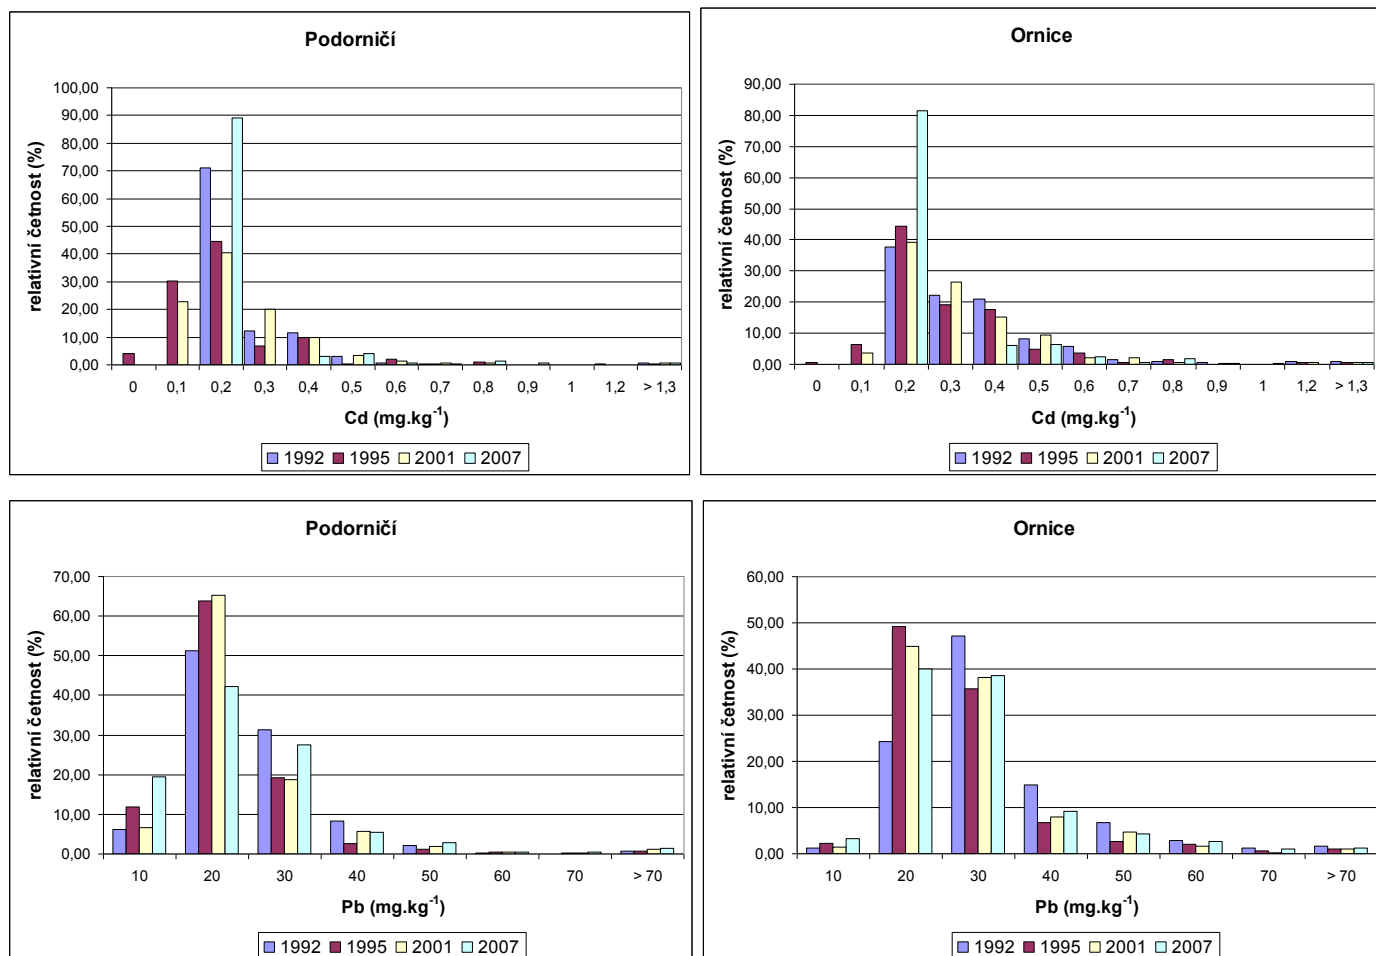 Podorničí
relativní četnost (%)
100,00
90,00
80,00
70,00
60,00
50,00
40,00
30,00
20,00
10,00
0,00
0 0,1 0,2 0,3 0,4 0,5 0,6 0,7 0,8 0,9 1 1,2 > 1,3
Cd (mg.kg⁻¹)
1992 1995 2001 2007
Ornice
relativní četnost (%)
90,00
80,00
70,00
60,00
50,00
40,00
30,00
20,00
10,00
0,00
0 0,1 0,2 0,3 0,4 0,5 0,6 0,7 0,8 0,9 1 1,2 > 1,3
Cd (mg.kg⁻¹)
1992 1995 2001 2007
Podorničí
relativní četnost (%)
70,00
60,00
50,00
40,00
30,00
20,00
10,00
0,00
10 20 30 40 50 60 70 > 70
Pb (mg.kg⁻¹)
1992 1995 2001 2007
Ornice
relativní četnost (%)
60,00
50,00
40,00
30,00
20,00
10,00
0,00
10 20 30 40 50 60 70 > 70
Pb (mg.kg⁻¹)
1992 1995 2001 2007